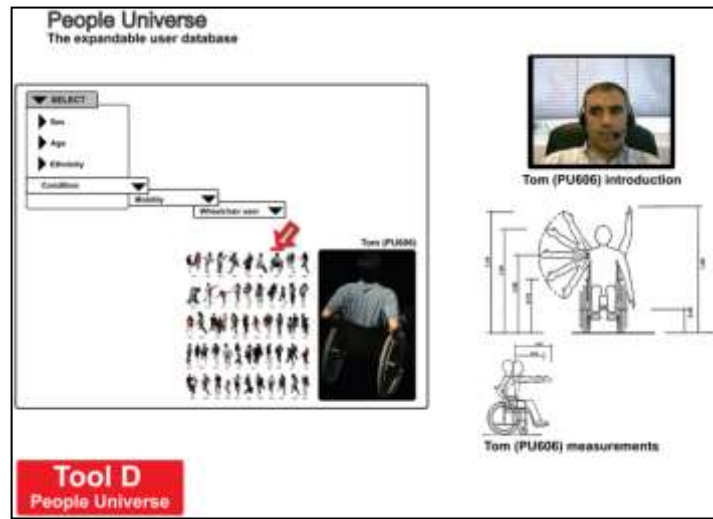 People Universe
The expandable user database
SELECT
Sex
Age
Ethnicity
Condition
Mobility
Wheelchair user
Tom (PU606)
Tom (PU606) introduction
Tom (PU606) measurements
Tool D
People Universe